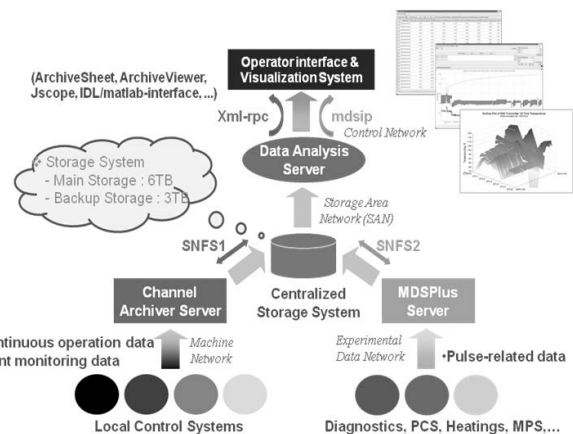 Operator interface &
Visualization System
(ArchiveSheet, ArchiveViewer,
Jscope, IDL/matlab-interface, ...)
Xml-rpc
mdsip
Control Network
Data Analysis
Server
Storage System
- Main Storage : 6TB
- Backup Storage : 3TB
Storage Area
Network (SAN)
SNFS1
SNFS2
Channel
Archiver Server
Centralized
Storage System
MDSPlus
Server
ntinuous operation data
nt monitoring data
Machine
Network
Experimental
Data Network
•Pulse-related data
Local Control Systems
Diagnostics, PCS, Heatings, MPS,...